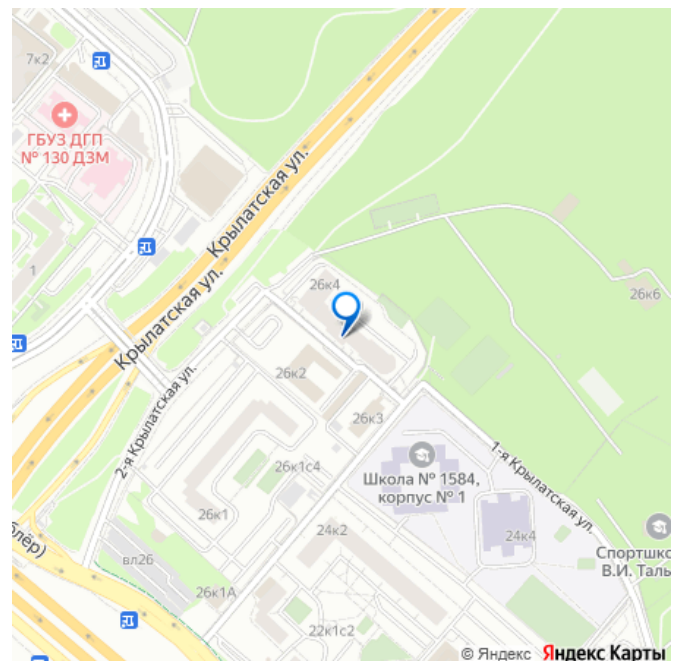 7к2
ГБУЗ ДГП
№ 130 ДЗМ
Крылатская ул.
1
Крылатская ул.
26к4
26к6
26к2
2-я Крылатская ул.
26к3
1-я Крылатская ул.
26к1с4
Школа № 1584,
корпус № 1
26к1
24к2
24к4
блёр)
вл26
Спортшко
В.И. Таль
26к1А
22к1с2
© Яндекс Яндекс Карты